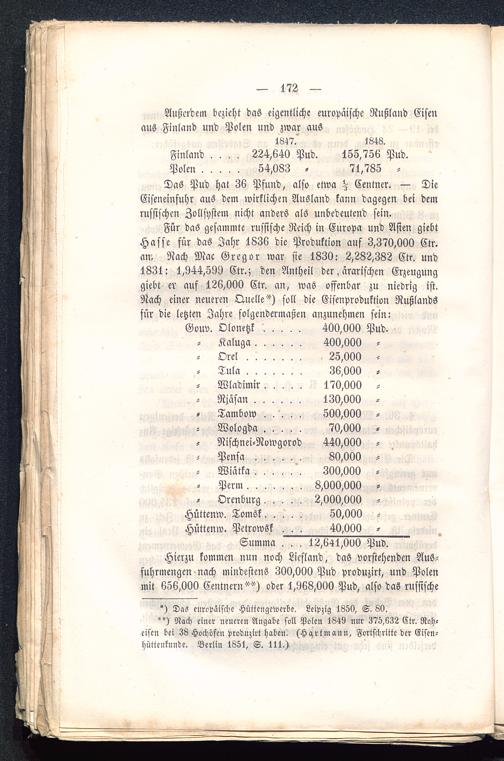 — 172 —
Außerdem bezieht das eigentliche europäische Rußland Eisen
aus Finland und Polen und zwar aus
1847. 1848.
Finland . . . . 224,640 Pud. 155,756 Pud.
Polen . . . . . 54,083 „ 71,785 „
Das Pud hat 36 Pfund, also etwa ⅓ Centner. — Die
Eiseneinfuhr aus dem wirklichen Ausland kann dagegen bei dem
russischen Zollsystem nicht anders als unbedeutend sein.
Für das gesammte russische Reich in Europa und Asien giebt
Hasse für das Jahr 1836 die Produktion auf 3,370,000 Ctr.
an. Nach Mac Gregor war sie 1830: 2,282,382 Ctr. und
1831: 1,944,599 Ctr.; den Antheil der ärarischen Erzeugung
giebt er auf 126,000 Ctr. an, was offenbar zu niedrig ist.
Nach einer neueren Quelle*) soll die Eisenproduktion Rußlands
für die letzten Jahre folgendermaßen anzunehmen sein:
Gouv. Olonetzk . . . . . 400,000 Pud.
„ Kaluga . . . . . . 400,000 „
„ Orel . . . . . . . 25,000 „
„ Tula . . . . . . . 36,000 „
„ Wladimir . . . . . 170,000 „
„ Rjäsan . . . . . . 130,000 „
„ Tambow . . . . . 500,000 „
„ Wologda . . . . . 70,000 „
„ Nischnei-Nowgorod 440,000 „
„ Pensa . . . . . . 80,000 „
„ Wiätka . . . . . . 300,000 „
„ Perm . . . . . . . 8,000,000 „
„ Orenburg . . . . . 2,000,000 „
Hüttenw. Tomsk . . . . . 50,000 „
Hüttenw. Petrowsk . . . . 40,000 „
Summa . . . 12,641,000 Pud.
Hierzu kommen nun noch Liefland, das vorstehenden Aus-
fuhrmengen nach mindestens 300,000 Pud produzirt, und Polen
mit 656,000 Centnern**) oder 1,968,000 Pud, also das russische
*) Das europäische Hüttengewerbe. Leipzig 1850, S. 80.
**) Nach einer neueren Angabe soll Polen 1849 nur 375,632 Ctr. Roh-
eisen bei 38 Hochöfen produzirt haben. (Hartmann, Fortschritte der Eisen-
hüttenkunde. Berlin 1851, S. 111.)